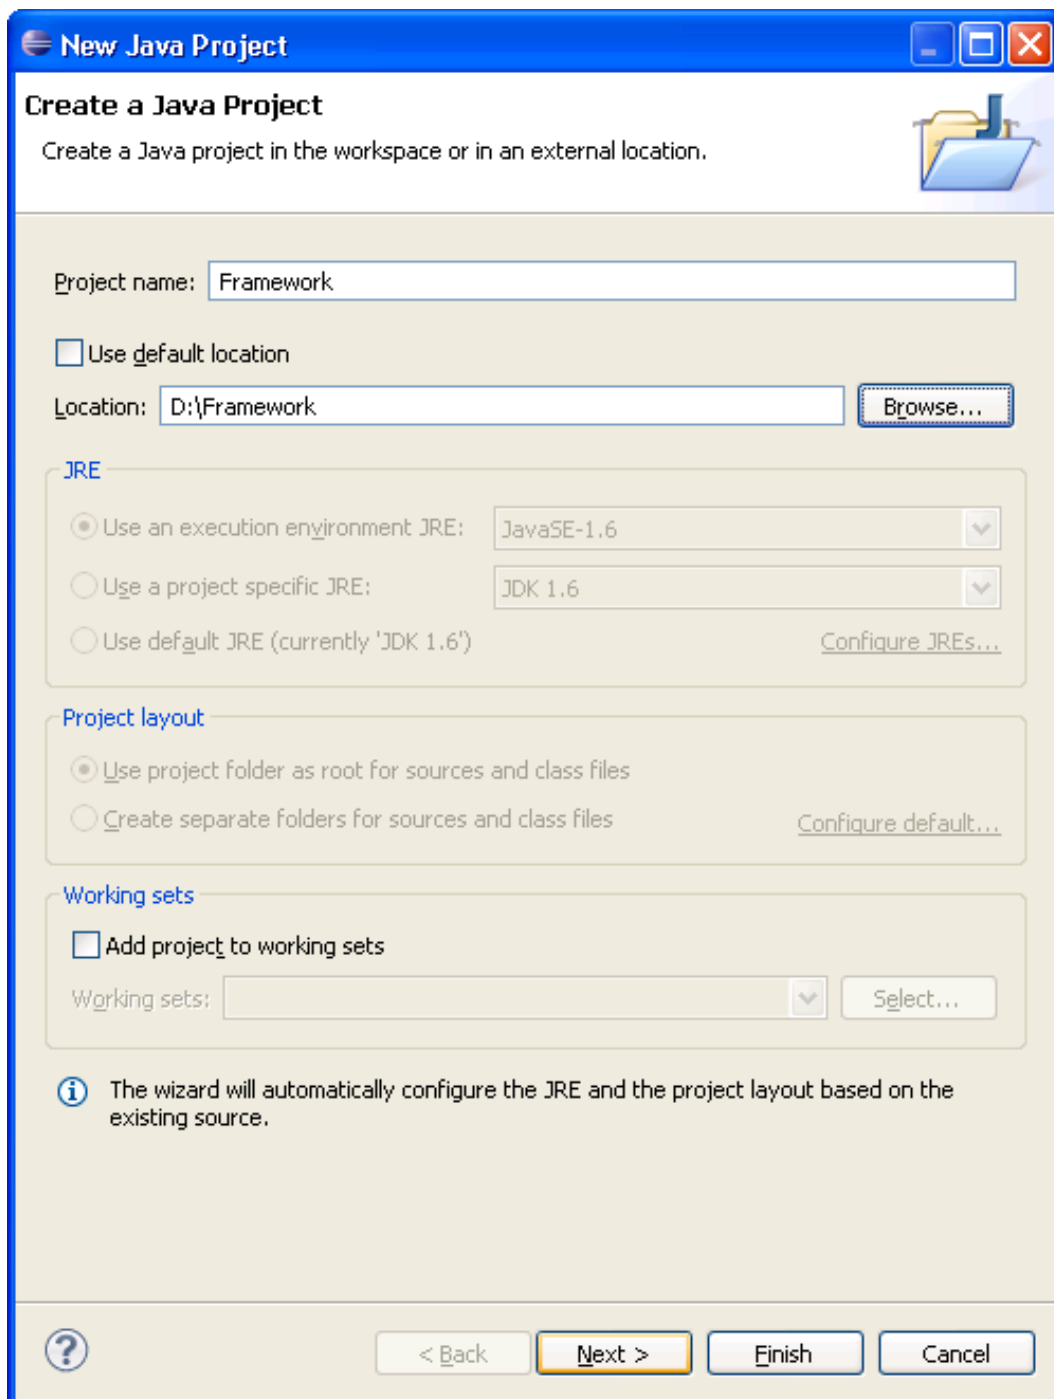 New Java Project
Create a Java Project
Create a Java project in the workspace or in an external location.
Project name: Framework
Use default location
Location: D:\Framework Browse...
JRE
Use an execution environment JRE: JavaSE-1.6
Use a project specific JRE: JDK 1.6
Use default JRE (currently 'JDK 1.6') Configure JREs...
Project layout
Use project folder as root for sources and class files
Create separate folders for sources and class files Configure default...
Working sets
Add project to working sets
Working sets: Select...
The wizard will automatically configure the JRE and the project layout based on the
existing source.
< Back Next > Finish Cancel